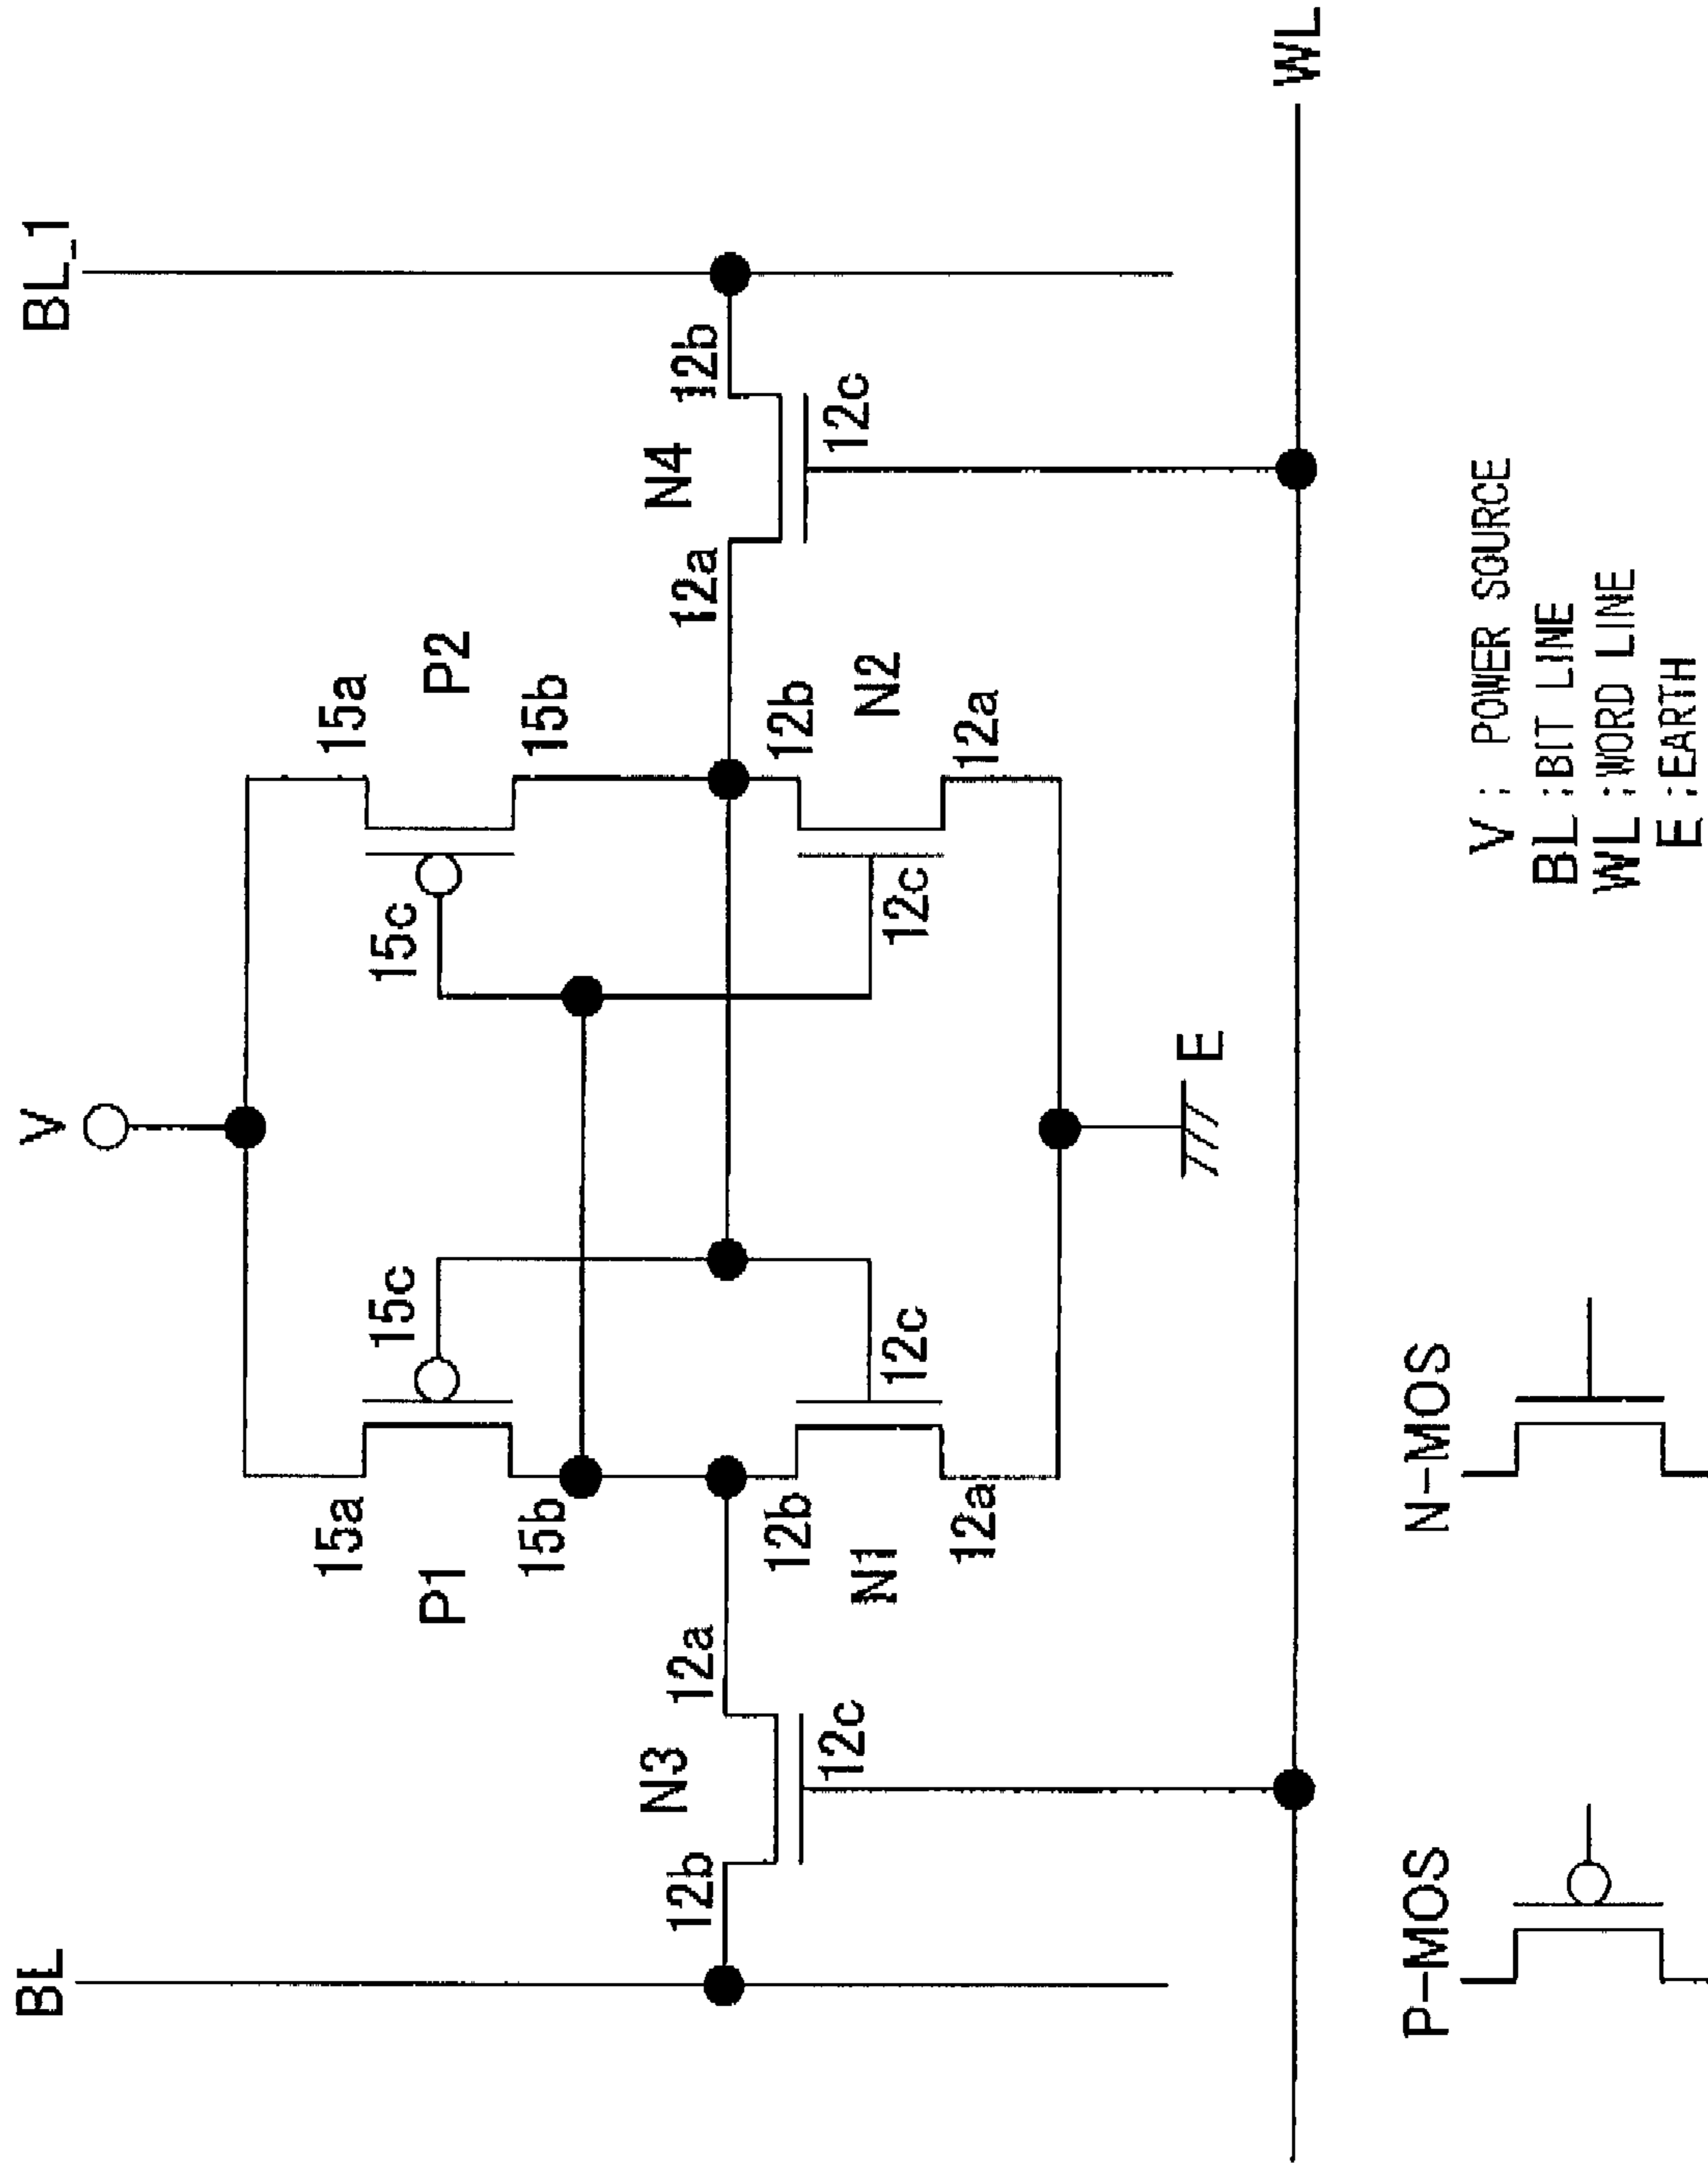 BL
V
BL_1
15a
15c
15c
15a
P1
P2
15b
15b
N3
12b
12a
12b
12c
12c
12b
12a
N4
12b
12c
N1
N2
12c
12a
12a
E
WL
P-MOS
N-MOS
V : POWER SOURCE
BL : BIT LINE
WL : WORD LINE
E : EARTH